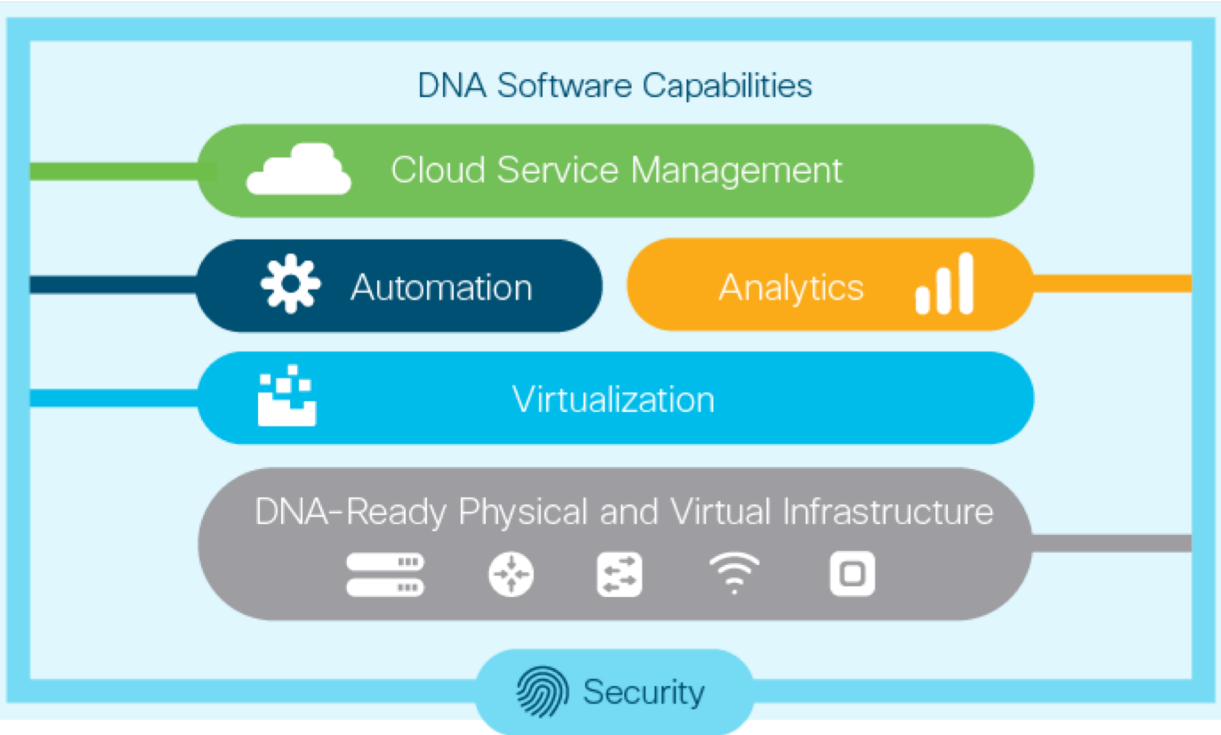 DNA Software Capabilities
Cloud Service Management
Automation
Analytics
Virtualization
DNA-Ready Physical and Virtual Infrastructure
Security